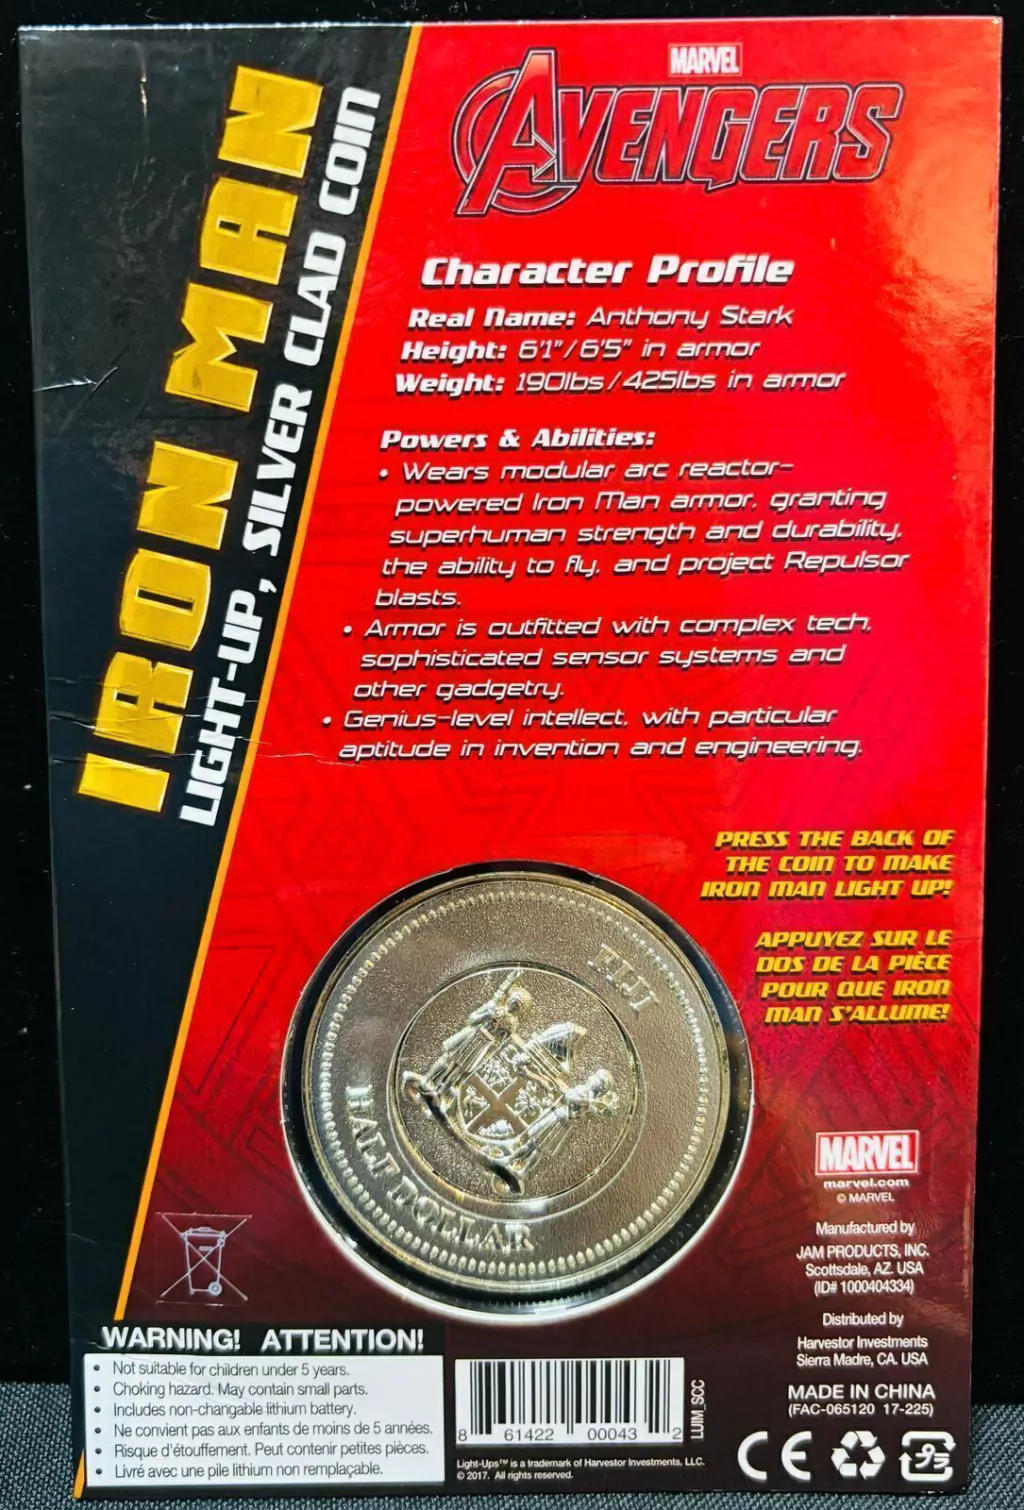 IRON MAN
LIGHT-UP, SILVER CLAD COIN
MARVEL
AVENGERS
Character Profile
Real Name: Anthony Stark
Height: 6'1"/6'5" in armor
Weight: 190lbs/425lbs in armor
Powers & Abilities:
• Wears modular arc reactor-
powered Iron Man armor, granting
superhuman strength and durability,
the ability to fly, and project Repulsor
blasts.
• Armor is outfitted with complex tech,
sophisticated sensor systems and
other gadgetry.
• Genius-level intellect, with particular
aptitude in invention and engineering.
PRESS THE BACK OF
THE COIN TO MAKE
IRON MAN LIGHT UP!
APPUYEZ SUR LE
DOS DE LA PIÈCE
POUR QUE IRON
MAN S'ALLUME!
FIJI
HALF DOLLAR
MARVEL
marvel.com
© MARVEL
Manufactured by
JAM PRODUCTS, INC.
Scottsdale, AZ. USA
(ID# 1000404334)
Distributed by
Harvestor Investments
Sierra Madre, CA. USA
MADE IN CHINA
(FAC-065120 17-225)
WARNING! ATTENTION!
• Not suitable for children under 5 years.
• Choking hazard. May contain small parts.
• Includes non-changable lithium battery.
• Ne convient pas aux enfants de moins de 5 années.
• Risque d'étouffement. Peut contenir petites pièces.
• Livré avec une pile lithium non remplaçable.
8 61422 00043 2
LUIM_SCC
Light-Ups™ is a trademark of Harvestor Investments, LLC.
© 2017. All rights reserved.
CE